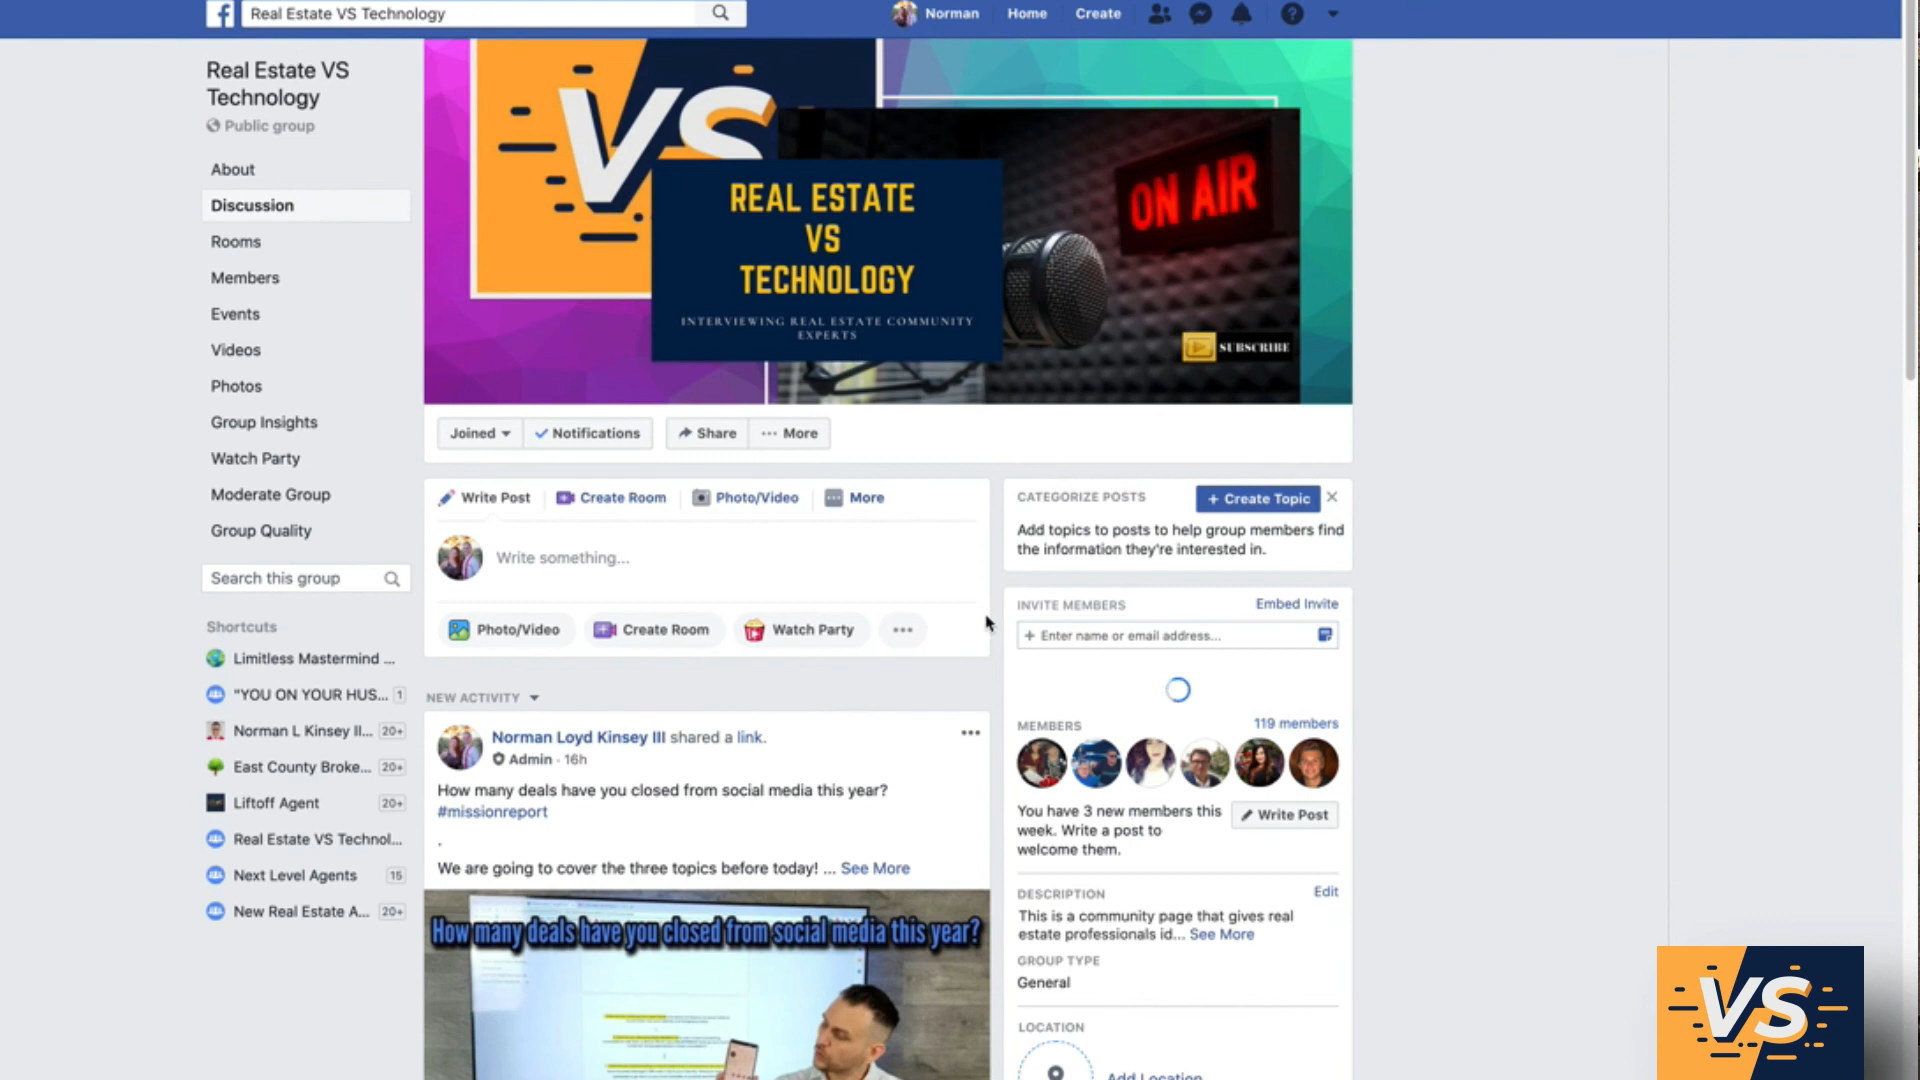 Real Estate VS Technology
Norman
Home
Create
Real Estate VS
Technology
Public group
About
Discussion
Rooms
Members
Events
Videos
Photos
Group Insights
Watch Party
Moderate Group
Group Quality
Search this group
Shortcuts
Limitless Mastermind ...
"YOU ON YOUR HUS... 1
Norman L Kinsey II... 20+
East County Broke... 20+
Liftoff Agent 20+
Real Estate VS Technol...
Next Level Agents 15
New Real Estate A... 20+
VS
REAL ESTATE
VS
TECHNOLOGY
INTERVIEWING REAL ESTATE COMMUNITY
EXPERTS
ON AIR
SUBSCRIBE
Joined
Notifications
Share
More
Write Post
Create Room
Photo/Video
More
Write something...
Photo/Video
Create Room
Watch Party
NEW ACTIVITY
Norman Loyd Kinsey III shared a link.
Admin · 16h
How many deals have you closed from social media this year?
#missionreport
.
We are going to cover the three topics before today! ... See More
How many deals have you closed from social media this year?
CATEGORIZE POSTS
+ Create Topic
Add topics to posts to help group members find
the information they're interested in.
INVITE MEMBERS
Embed Invite
+ Enter name or email address...
MEMBERS
119 members
You have 3 new members this
week. Write a post to
welcome them.
Write Post
DESCRIPTION
Edit
This is a community page that gives real
estate professionals id... See More
GROUP TYPE
General
LOCATION
Add Location
VS